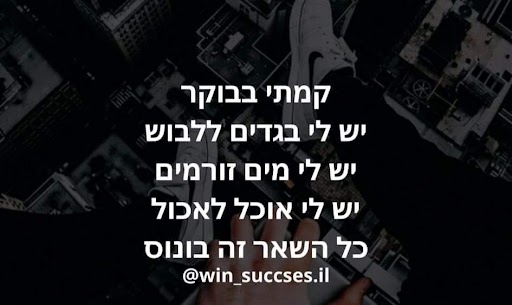 קמתי בבוקר
יש לי בגדים ללבוש
יש לי מים זורמים
יש לי אוכל לאכול
כל השאר זה בונוס
@win_succses.il